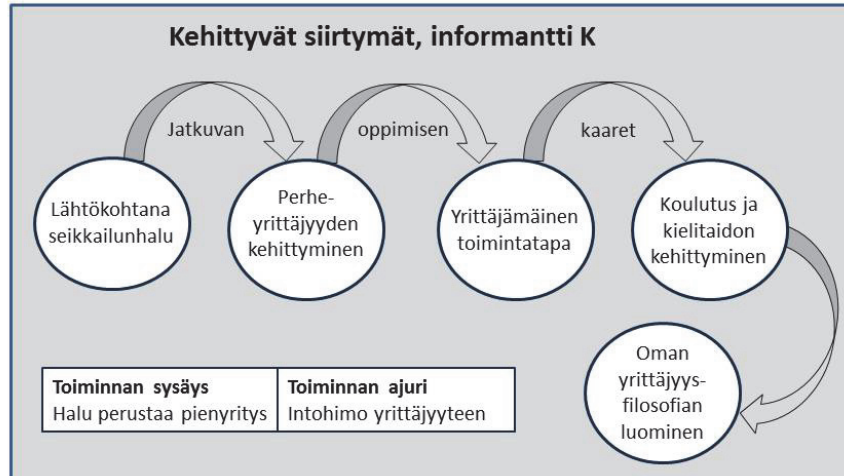 Kehittyvät siirtymät, informantti K
Jatkuvan
oppimisen
kaaret
Lähtökohtana
seikkailunhalu
Perhe-
yrittäjyyden
kehittyminen
Yrittäjämäinen
toimintatapa
Koulutus ja
kielitaidon
kehittyminen
Oman
yrittäjyys-
filosofian
luominen
Toiminnan sysäys
Halu perustaa pienyritys
Toiminnan ajuri
Intohimo yrittäjyyteen